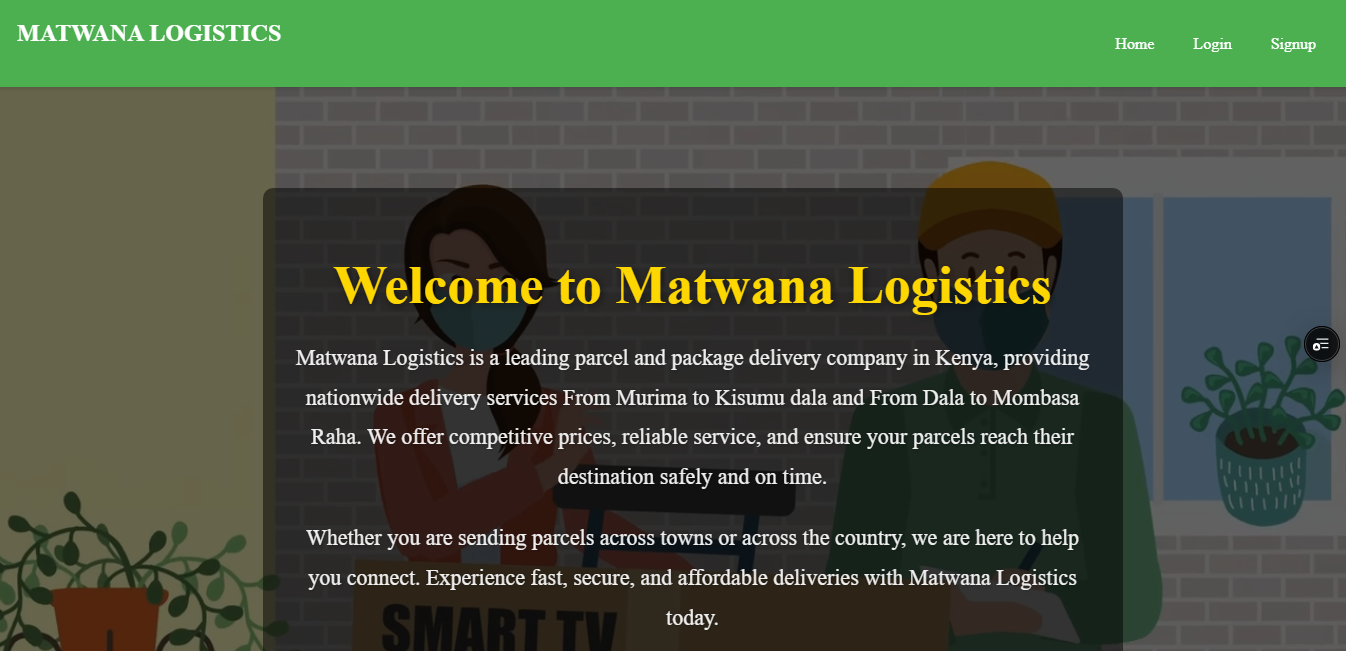 MATWANA LOGISTICS
Home Login Signup
Welcome to Matwana Logistics
Matwana Logistics is a leading parcel and package delivery company in Kenya, providing
nationwide delivery services From Murima to Kisumu dala and From Dala to Mombasa
Raha. We offer competitive prices, reliable service, and ensure your parcels reach their
destination safely and on time.
Whether you are sending parcels across towns or across the country, we are here to help
you connect. Experience fast, secure, and affordable deliveries with Matwana Logistics
today.
SMART TV